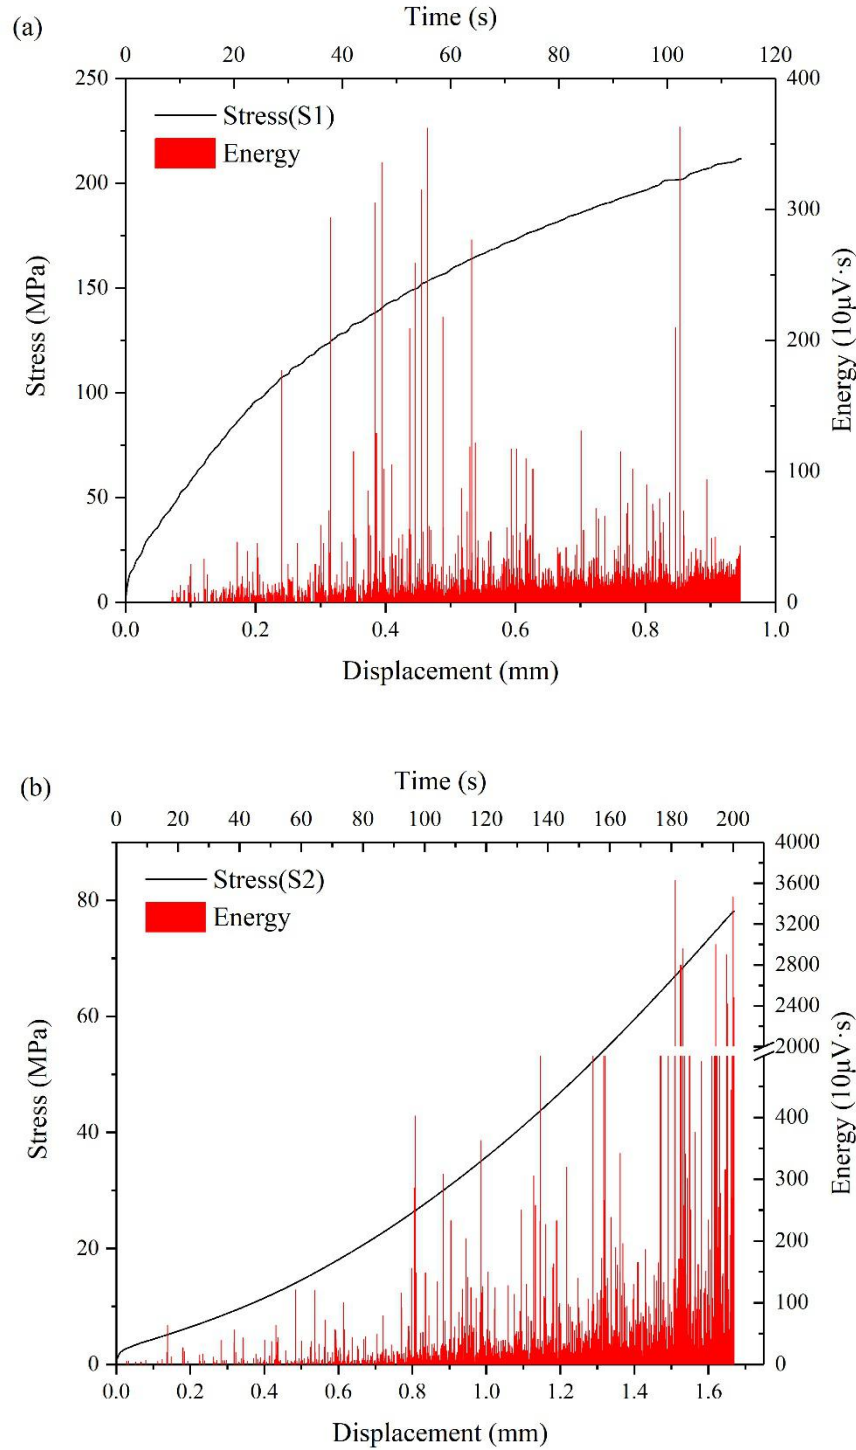 (a)
Time (s)
0 20 40 60 80 100 120
250 400
Stress(S1)
Energy
200 300
150
Stress (MPa)
Energy (10μV·s)
200
100
100
50
0 0
0.0 0.2 0.4 0.6 0.8 1.0
Displacement (mm)
(b)
Time (s)
0 20 40 60 80 100 120 140 160 180 200
4000
Stress(S2)
80 3600
Energy
3200
2800
2400
60 2000
Stress (MPa)
Energy (10μV·s)
40 400
300
20 200
100
0 0
0.0 0.2 0.4 0.6 0.8 1.0 1.2 1.4 1.6
Displacement (mm)